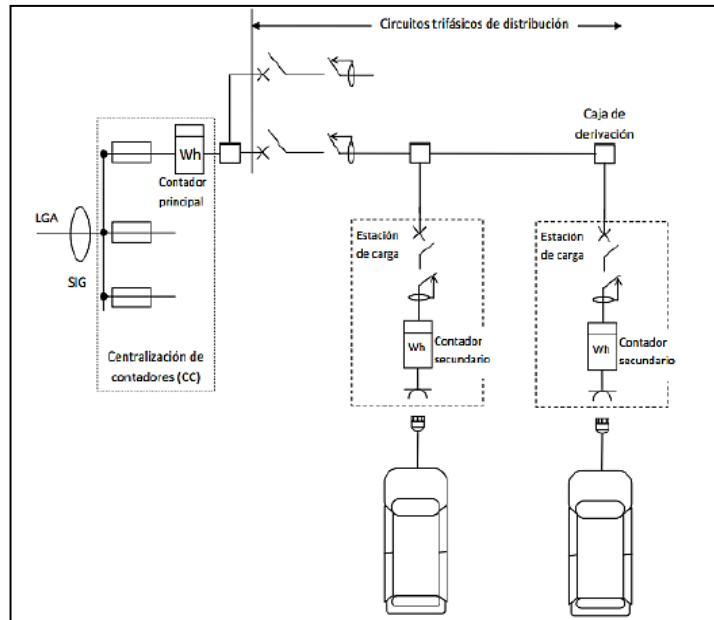 Circuitos trifásicos de distribución
Caja de
derivación
Wh
Contador
principal
LGA
SIG
Centralización de
contadores (CC)
Estación
de carga
Wh
Contador
secundario
Estación
de carga
Wh
Contador
secundario